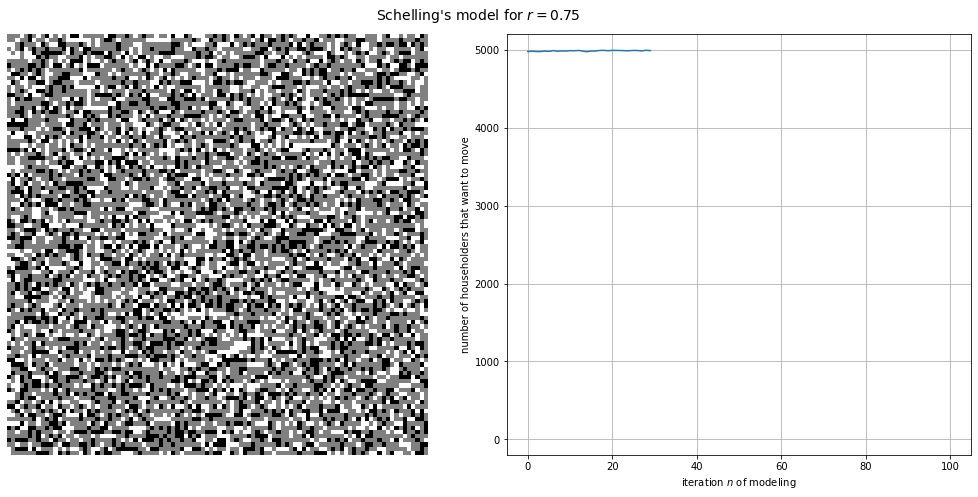 Schelling's model for r = 0.75
number of householders that want to move
5000
4000
3000
2000
1000
0
0 20 40 60 80 100
iteration n of modeling